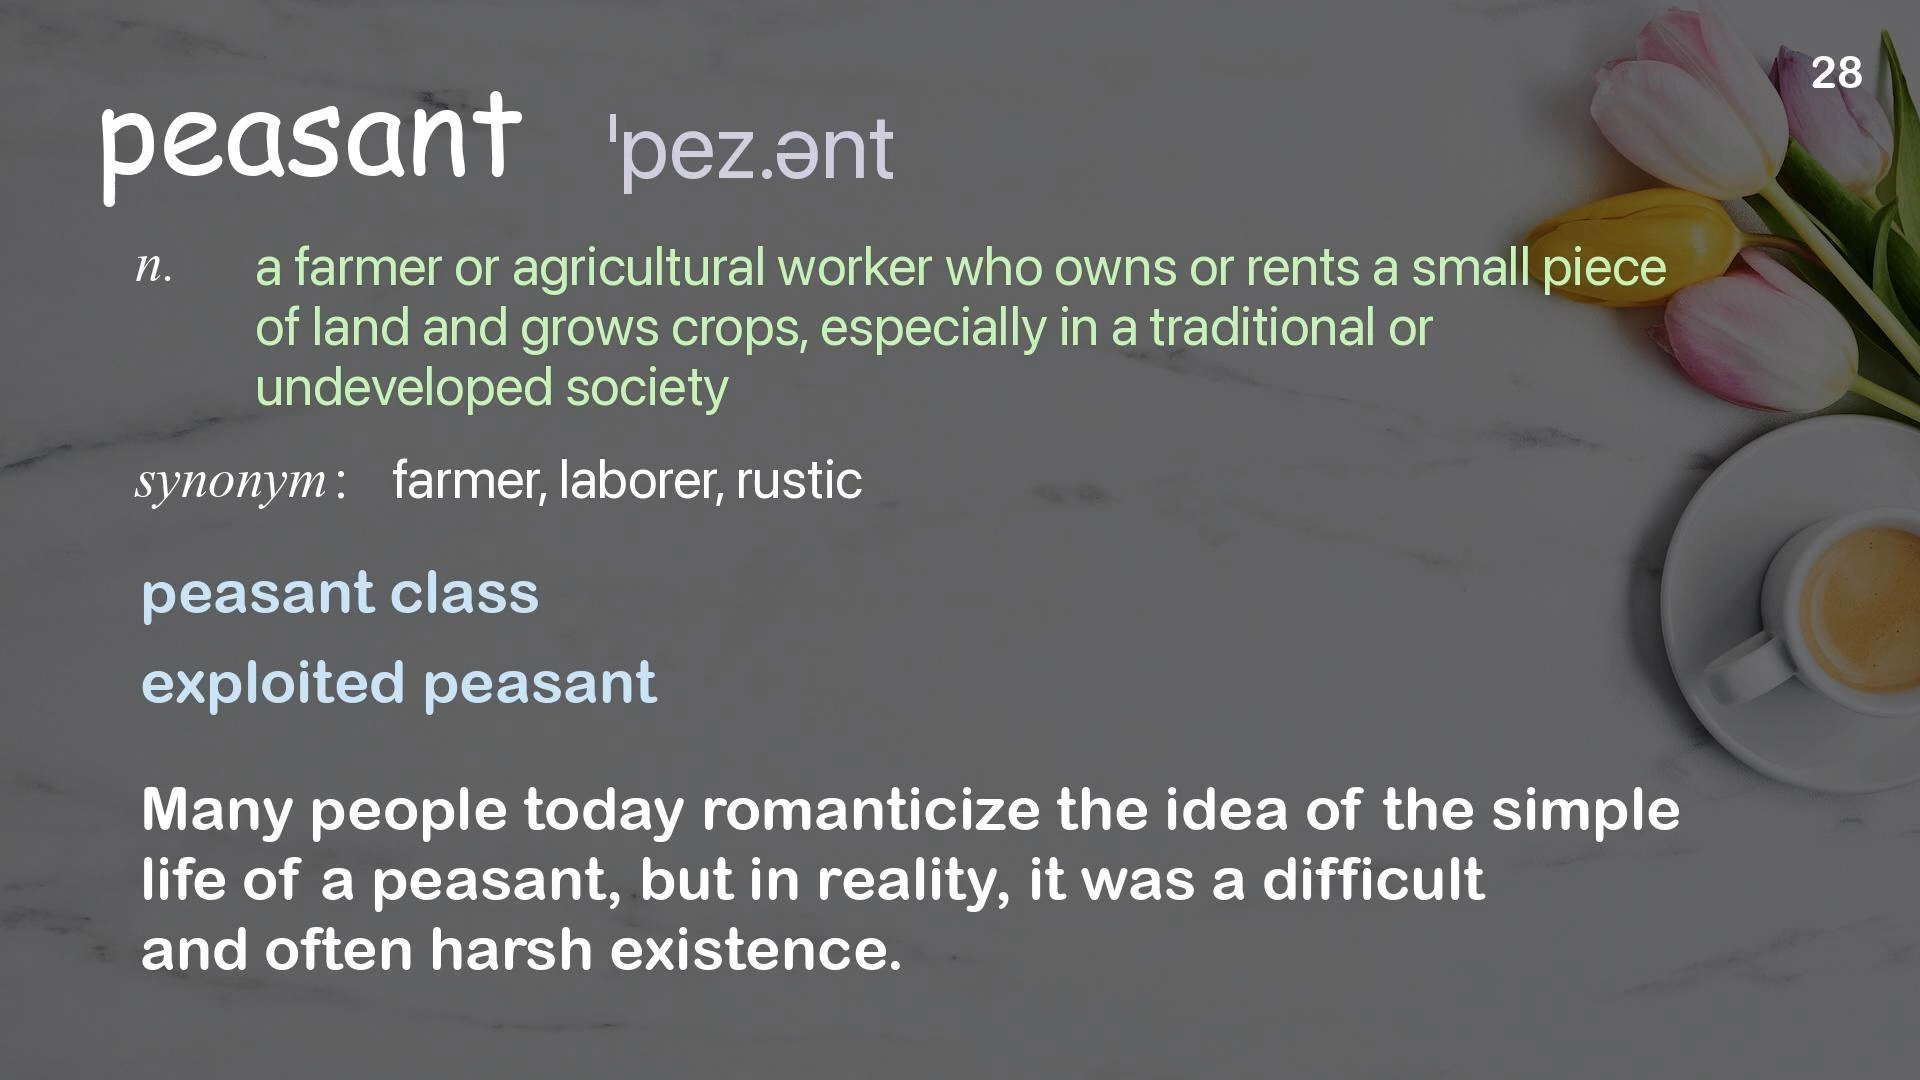 28
peasant ˈpez.ənt
n. a farmer or agricultural worker who owns or rents a small piece
of land and grows crops, especially in a traditional or
undeveloped society
synonym : farmer, laborer, rustic
peasant class
exploited peasant
Many people today romanticize the idea of the simple
life of a peasant, but in reality, it was a difficult
and often harsh existence.